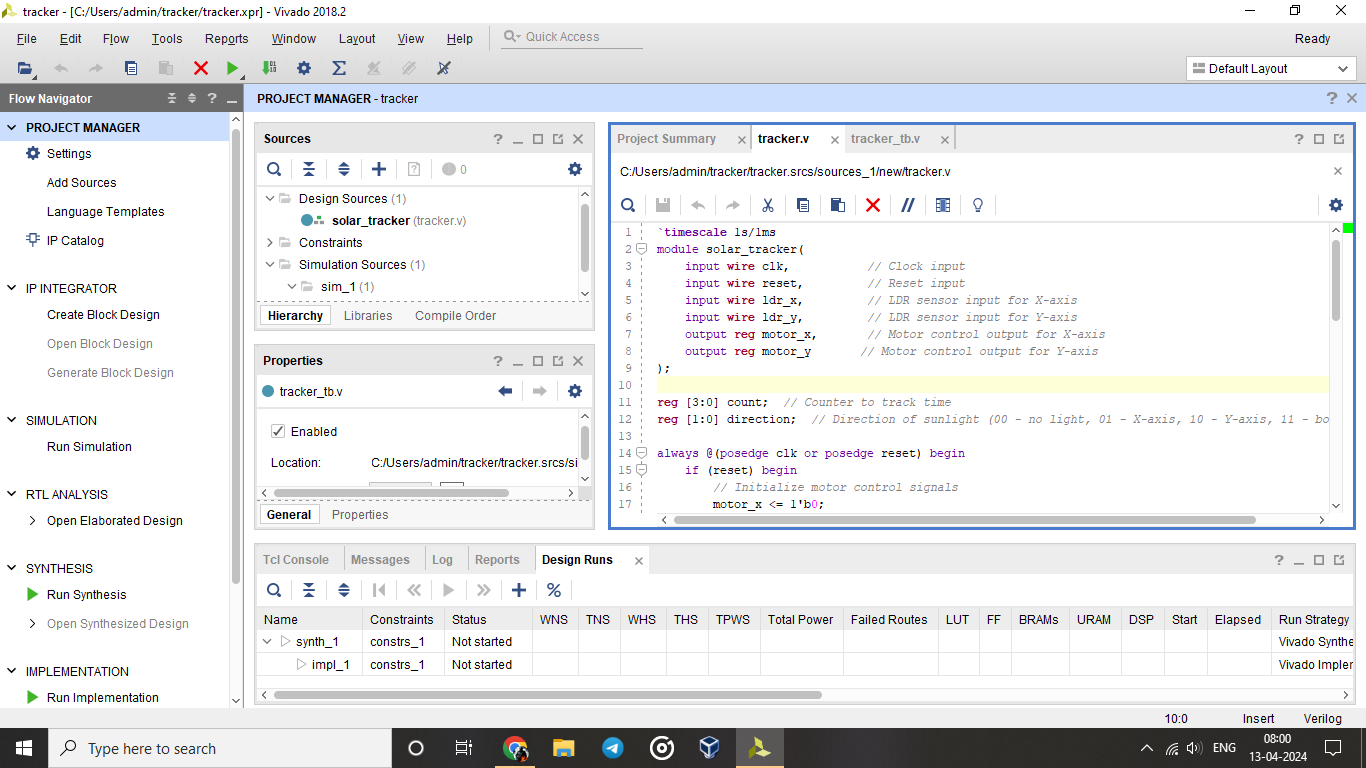 tracker - [C:/Users/admin/tracker/tracker.xpr] - Vivado 2018.2
File Edit Flow Tools Reports Window Layout View Help Quick Access Ready
Default Layout
Flow Navigator
PROJECT MANAGER
Settings
Add Sources
Language Templates
IP Catalog
IP INTEGRATOR
Create Block Design
Open Block Design
Generate Block Design
SIMULATION
Run Simulation
RTL ANALYSIS
Open Elaborated Design
SYNTHESIS
Run Synthesis
Open Synthesized Design
IMPLEMENTATION
Run Implementation
PROJECT MANAGER - tracker
Sources
0
Design Sources (1)
solar_tracker (tracker.v)
Constraints
Simulation Sources (1)
sim_1 (1)
Hierarchy Libraries Compile Order
Properties
tracker_tb.v
Enabled
Location: C:/Users/admin/tracker/tracker.srcs/si
General Properties
Project Summary tracker.v tracker_tb.v
C:/Users/admin/tracker/tracker.srcs/sources_1/new/tracker.v
1 `timescale 1s/1ms
2 module solar_tracker(
3 input wire clk, // Clock input
4 input wire reset, // Reset input
5 input wire ldr_x, // LDR sensor input for X-axis
6 input wire ldr_y, // LDR sensor input for Y-axis
7 output reg motor_x, // Motor control output for X-axis
8 output reg motor_y // Motor control output for Y-axis
9 );
10
11 reg [3:0] count; // Counter to track time
12 reg [1:0] direction; // Direction of sunlight (00 - no light, 01 - X-axis, 10 - Y-axis, 11 - bo
13
14 always @(posedge clk or posedge reset) begin
15 if (reset) begin
16 // Initialize motor control signals
17 motor_x <= 1'b0;
Tcl Console Messages Log Reports Design Runs
Name Constraints Status WNS TNS WHS THS TPWS Total Power Failed Routes LUT FF BRAMs URAM DSP Start Elapsed Run Strategy
synth_1 constrs_1 Not started Vivado Synthe
impl_1 constrs_1 Not started Vivado Impler
10:0 Insert Verilog
Type here to search
ENG
08:00
13-04-2024